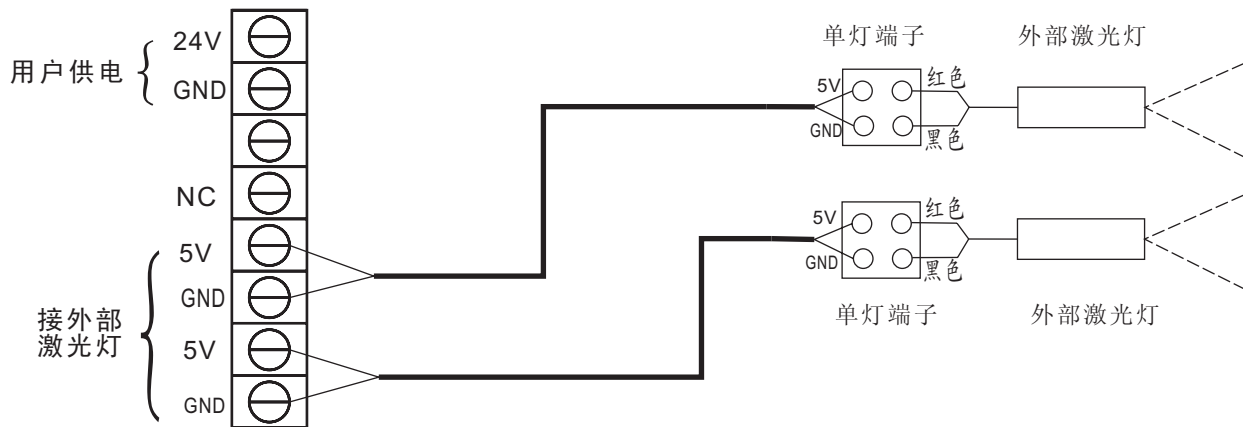 24V
用户供电
GND
NC
5V
GND
接外部
激光灯
5V
GND
单灯端子
外部激光灯
5V
红色
GND
黑色
5V
红色
GND
黑色
单灯端子
外部激光灯